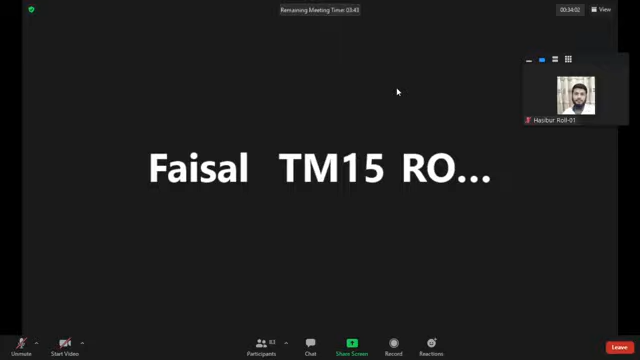 Remaining Meeting Time: 03:43
00:34:02
View
Hasibur Roll-01
Faisal TM15 RO...
Unmute
Start Video
83
Participants
Chat
Share Screen
Record
Reactions
Leave